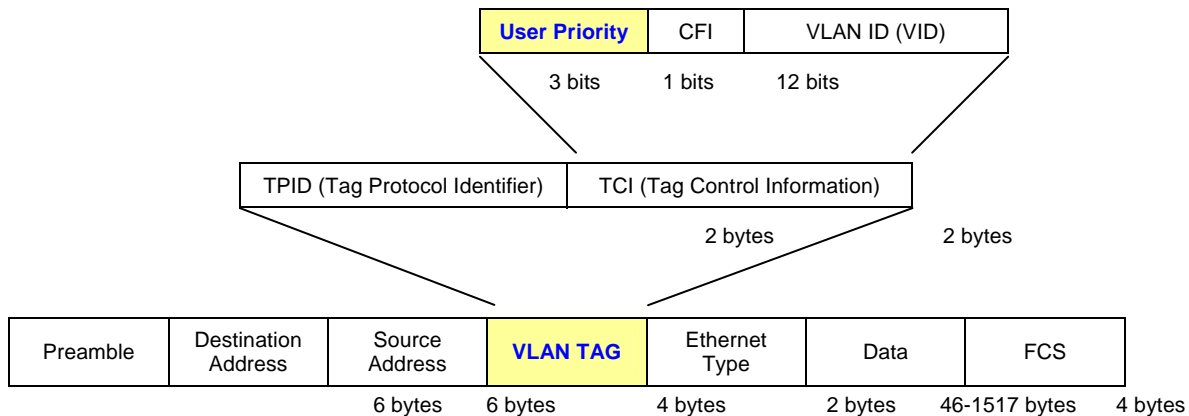 User Priority CFI VLAN ID (VID)
3 bits 1 bits 12 bits
TPID (Tag Protocol Identifier) TCI (Tag Control Information)
2 bytes 2 bytes
Preamble
Destination
Address
Source
Address
VLAN TAG
Ethernet
Type
Data
FCS
6 bytes 6 bytes 4 bytes 2 bytes 46-1517 bytes 4 bytes